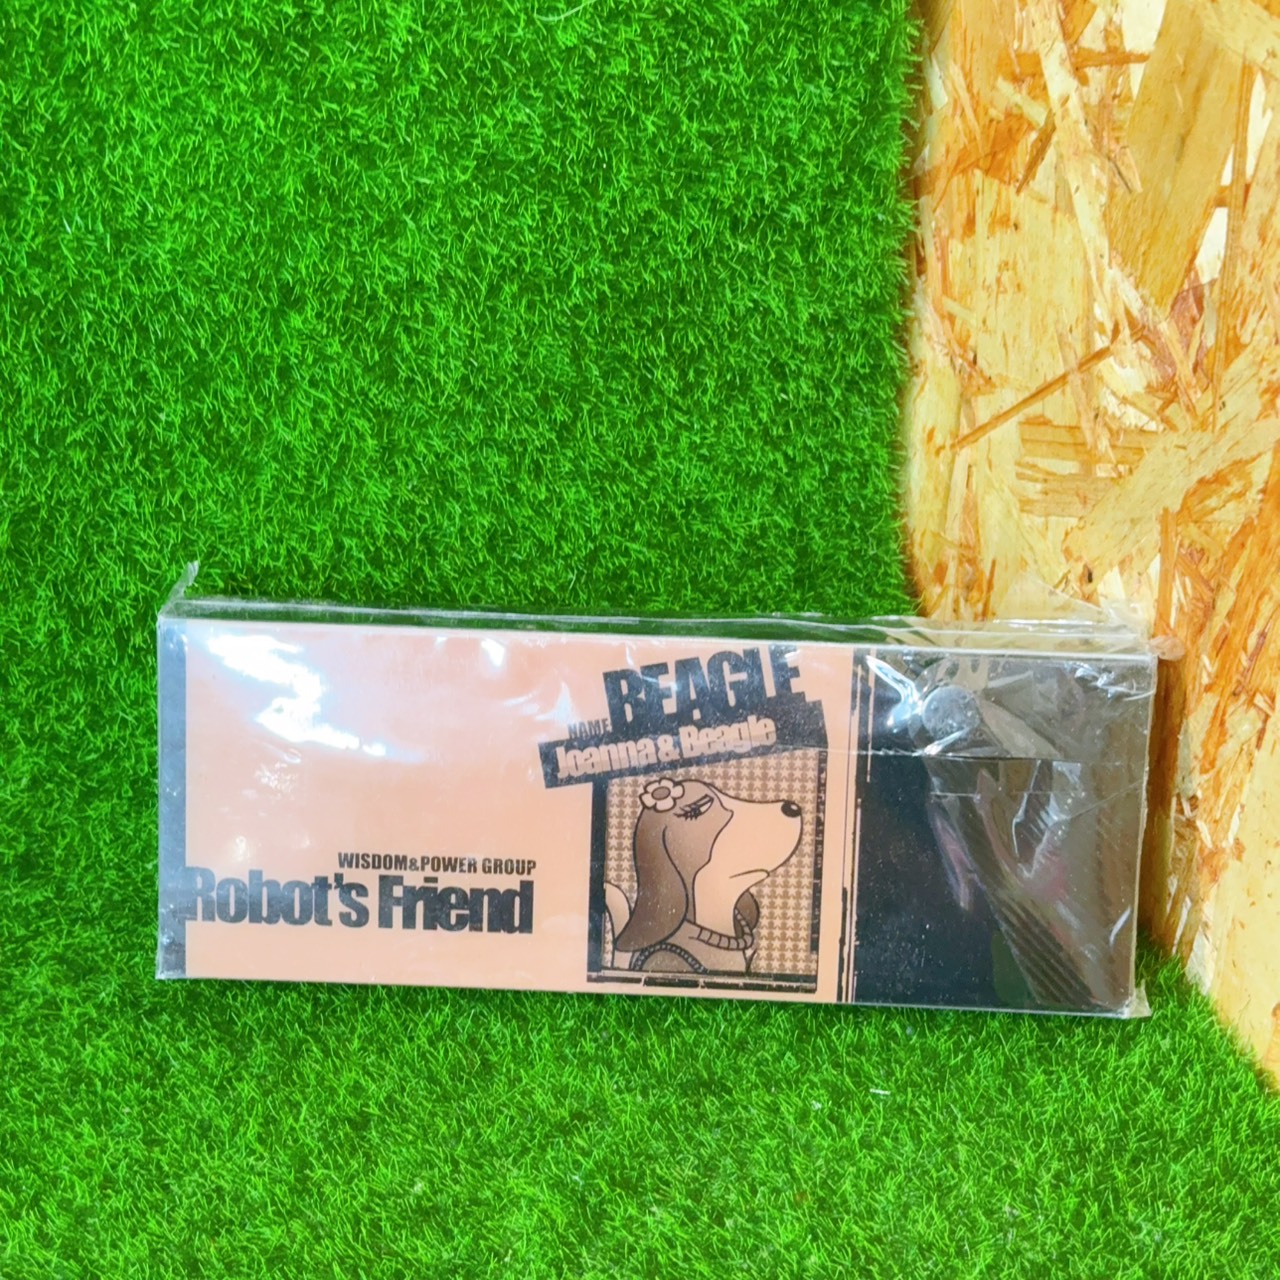 BEAGLE
NAME
Joanna & Beagle
WISDOM&POWER GROUP
Robot's Friend